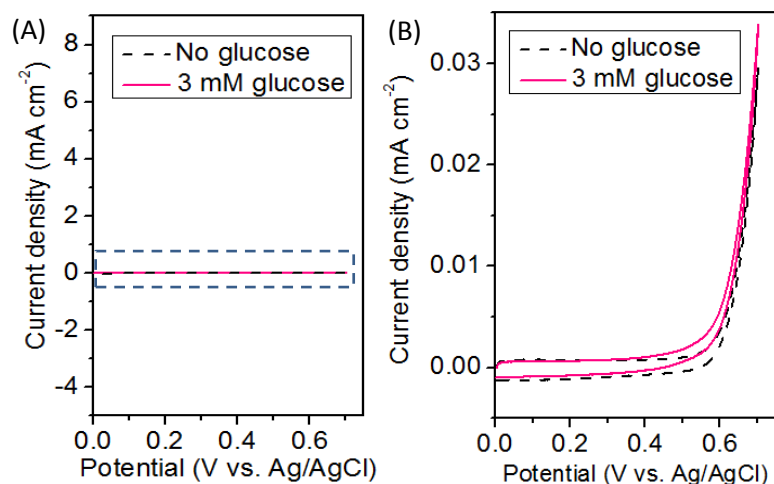 (A)
Current density (mA cm-2)
8
6
4
2
0
-2
-4
No glucose
3 mM glucose
0.0 0.2 0.4 0.6
Potential (V vs. Ag/AgCl)
(B)
Current density (mA cm-2)
0.03
0.02
0.01
0.00
No glucose
3 mM glucose
0.0 0.2 0.4 0.6
Potential (V vs. Ag/AgCl)